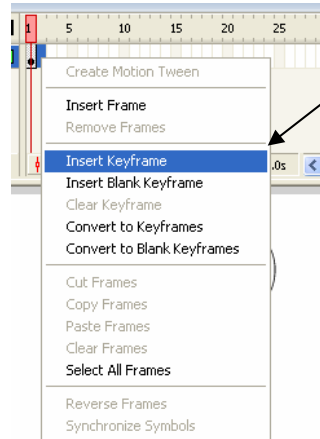 1 5 10 15 20 25
Create Motion Tween
Insert Frame
Remove Frames
Insert Keyframe
.0s
Insert Blank Keyframe
Clear Keyframe
Convert to Keyframes
Convert to Blank Keyframes
Cut Frames
Copy Frames
Paste Frames
Clear Frames
Select All Frames
Reverse Frames
Synchronize Symbols